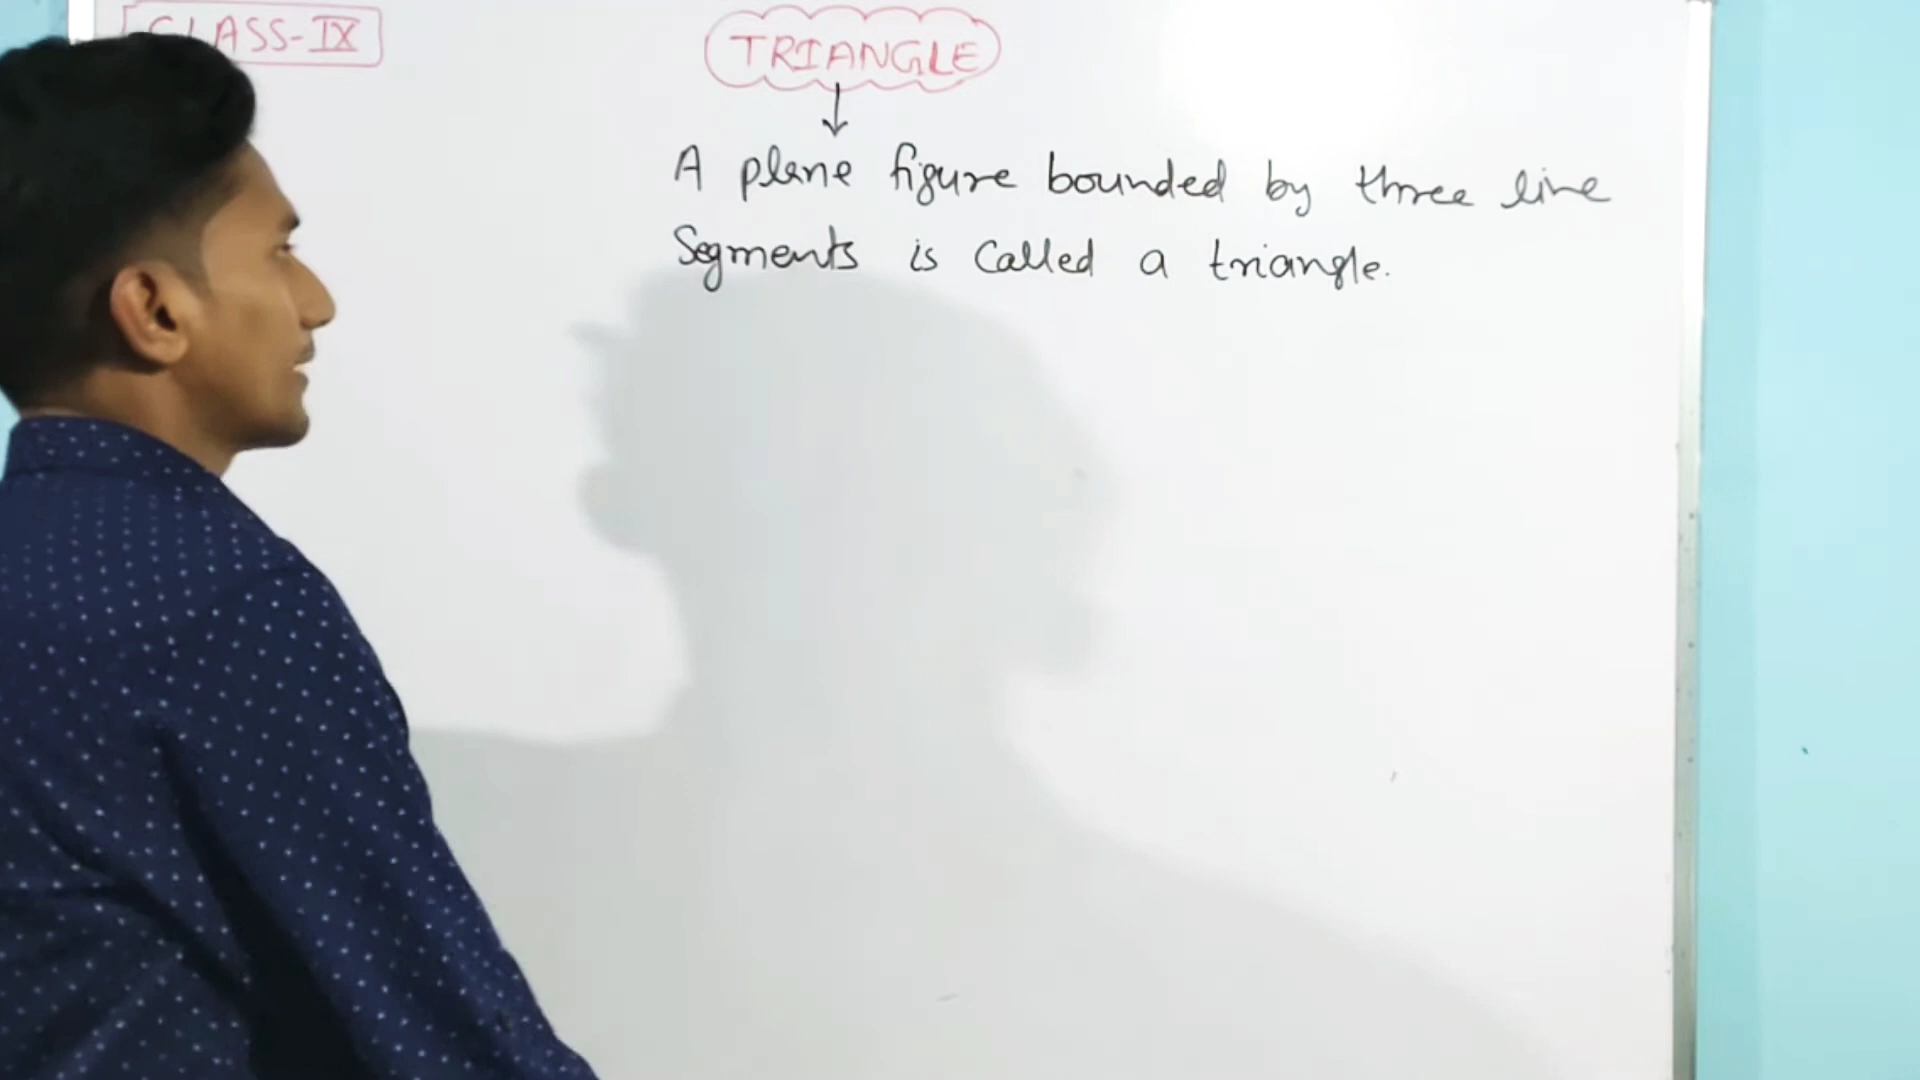 CLASS-IX
TRIANGLE
A plane figure bounded by three line
Segments is called a triangle.